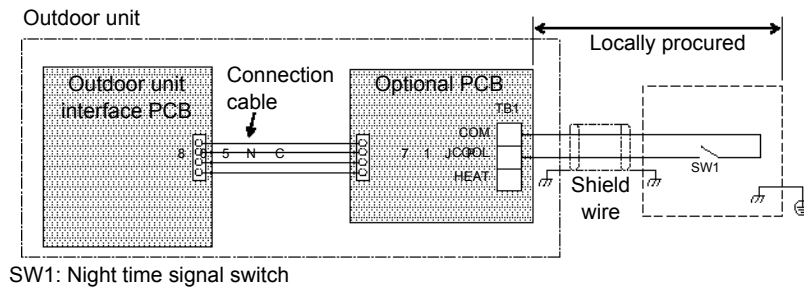 Outdoor unit
Locally procured
Outdoor unit
interface PCB
Connection
cable
Optional PCB
TB1
COM
COOL
HEAT
SW1
Shield
wire
SW1: Night time signal switch